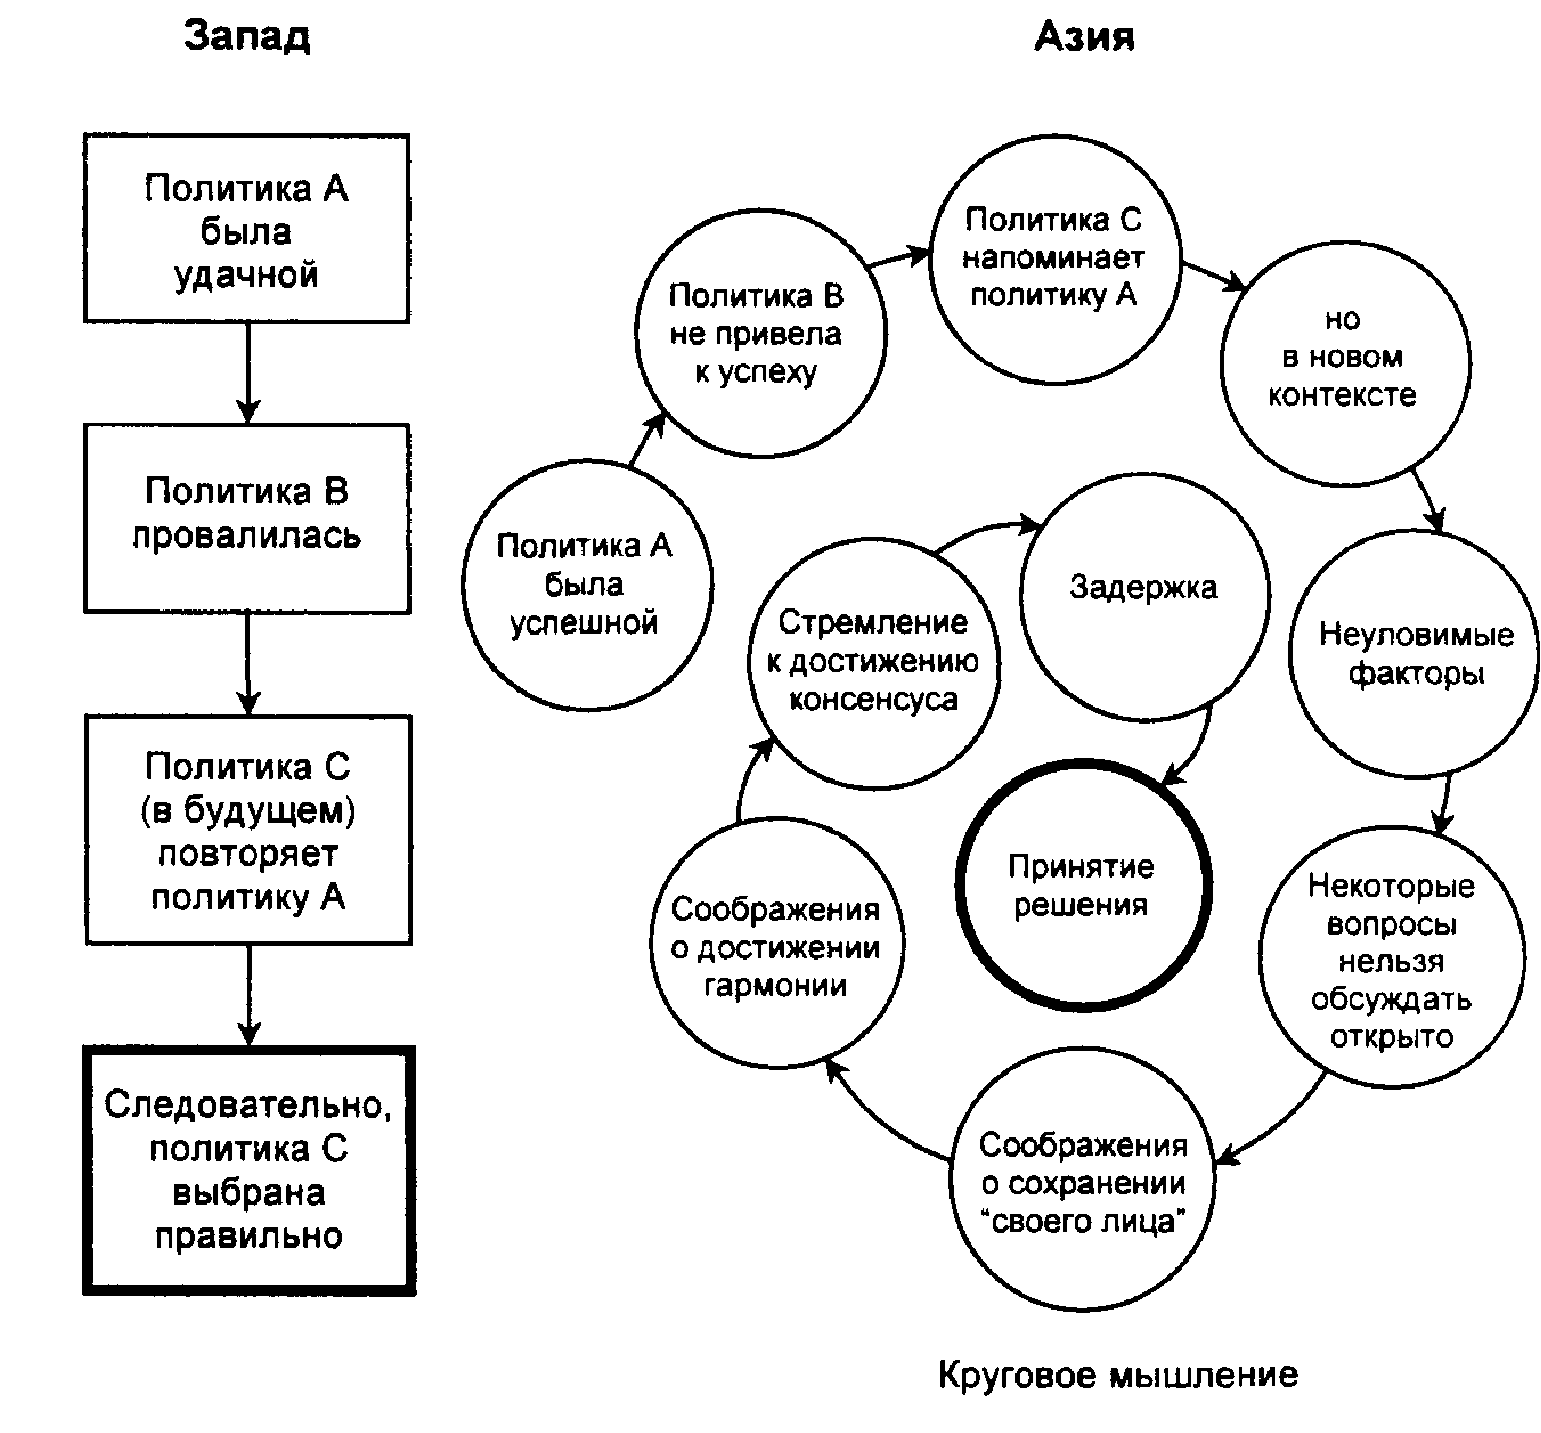 Запад
Политика А
была
удачной
Политика В
провалилась
Политика С
(в будущем)
повторяет
политику А
Следовательно,
политика С
выбрана
правильно
Азия
Политика А
была
успешной
Политика В
не привела
к успеху
Политика С
напоминает
политику А
но
в новом
контексте
Неуловимые
факторы
Некоторые
вопросы
нельзя
обсуждать
открыто
Соображения
о сохранении
“своего лица”
Соображения
о достижении
гармонии
Стремление
к достижению
консенсуса
Задержка
Принятие
решения
Круговое мышление